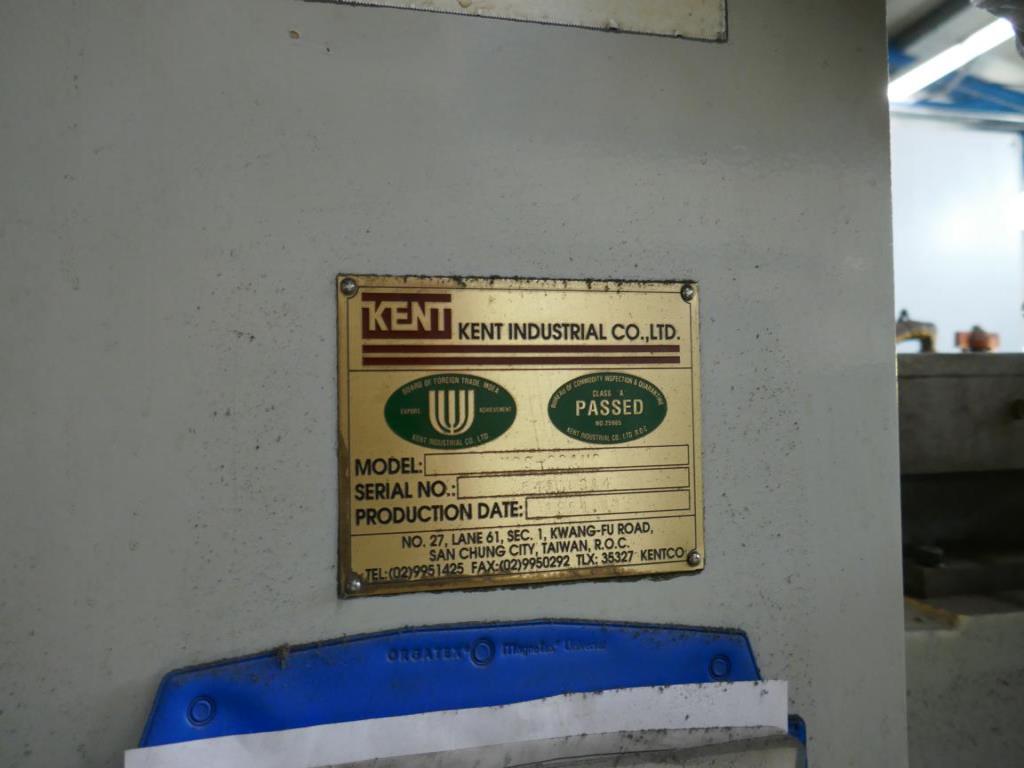 KENT
KENT INDUSTRIAL CO.,LTD.
BOARD OF FOREIGN TRADE, MOEA
EXPORT ACHIEVEMENT
KENT INDUSTRIAL CO. LTD.
BUREAU OF COMMODITY INSPECTION & QUARANTINE
CLASS A
PASSED
KENT INDUSTRIAL CO. LTD. R.O.C
MODEL:
SERIAL NO.:
PRODUCTION DATE:
NO. 27, LANE 61, SEC. 1, KWANG-FU ROAD,
SAN CHUNG CITY, TAIWAN, R.O.C.
TEL:(02)9951425 FAX:(02)9950292 TLX: 35327 KENTCO
ORGATEX® Magnetex® Universal